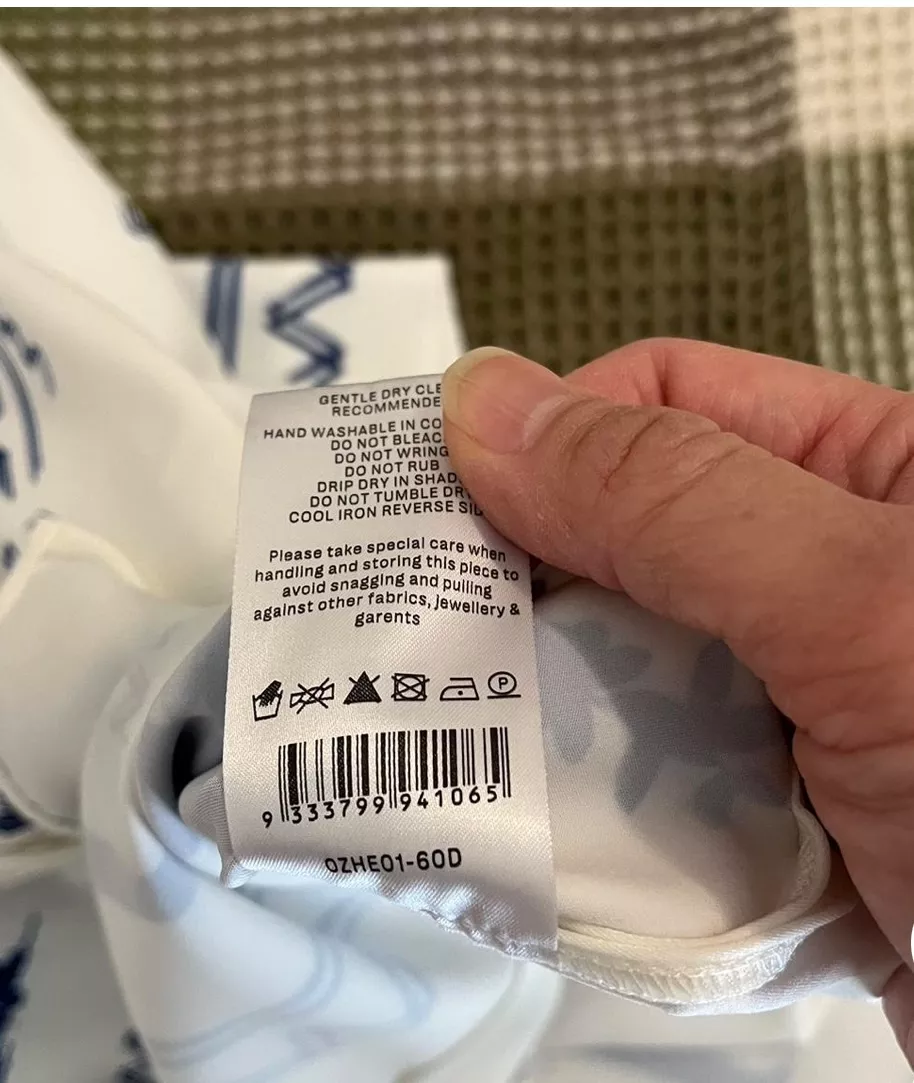 GENTLE DRY CLE
RECOMMENDE
HAND WASHABLE IN CO
DO NOT BLEAC
DO NOT WRING
DO NOT RUB
DRIP DRY IN SHAD
DO NOT TUMBLE DR
COOL IRON REVERSE SID
Please take special care when
handling and storing this piece to
avoid snagging and pulling
against other fabrics, jewellery &
garents
P
9 333799 941065
OZHE01-60D